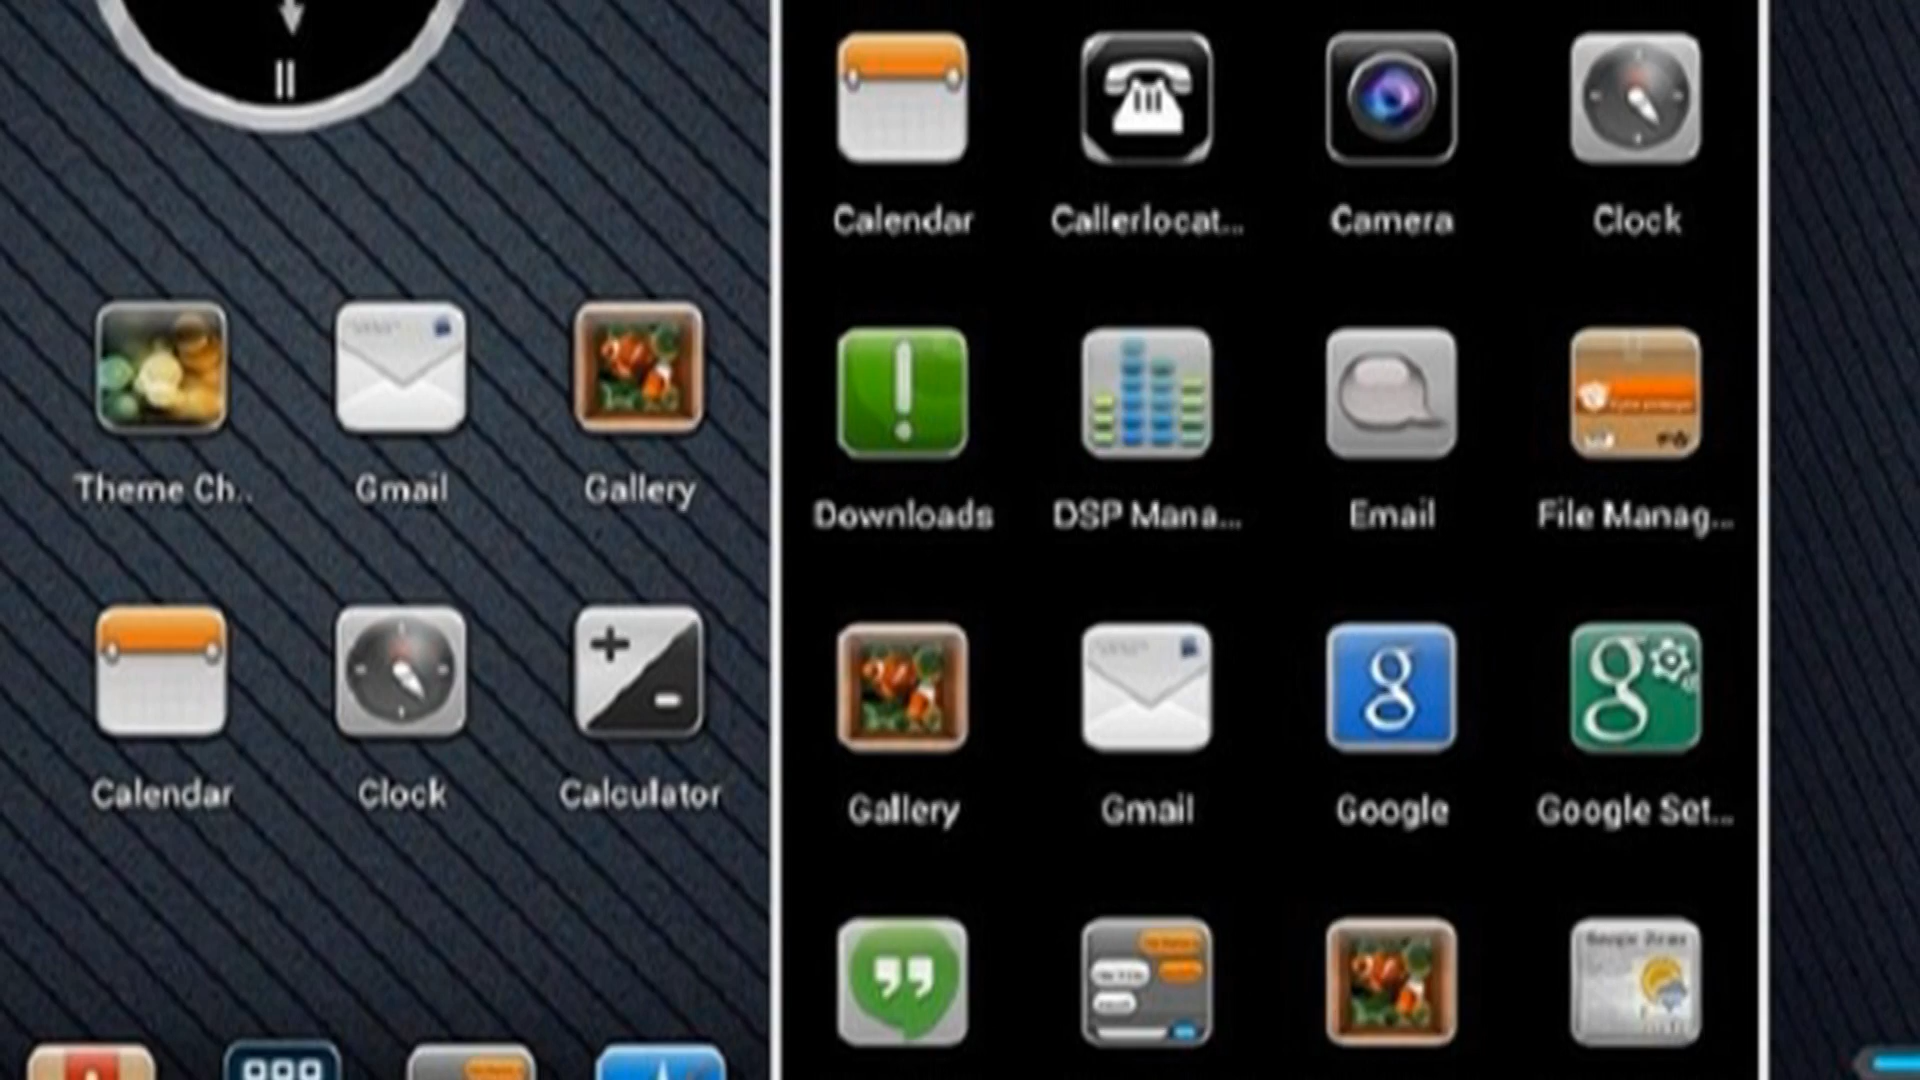 Theme Ch..
Gmail
Gallery
Calendar
Clock
Calculator
Calendar
Callerlocat...
Camera
Clock
Downloads
DSP Mana...
Email
File Manag...
Gallery
Gmail
Google
Google Set...